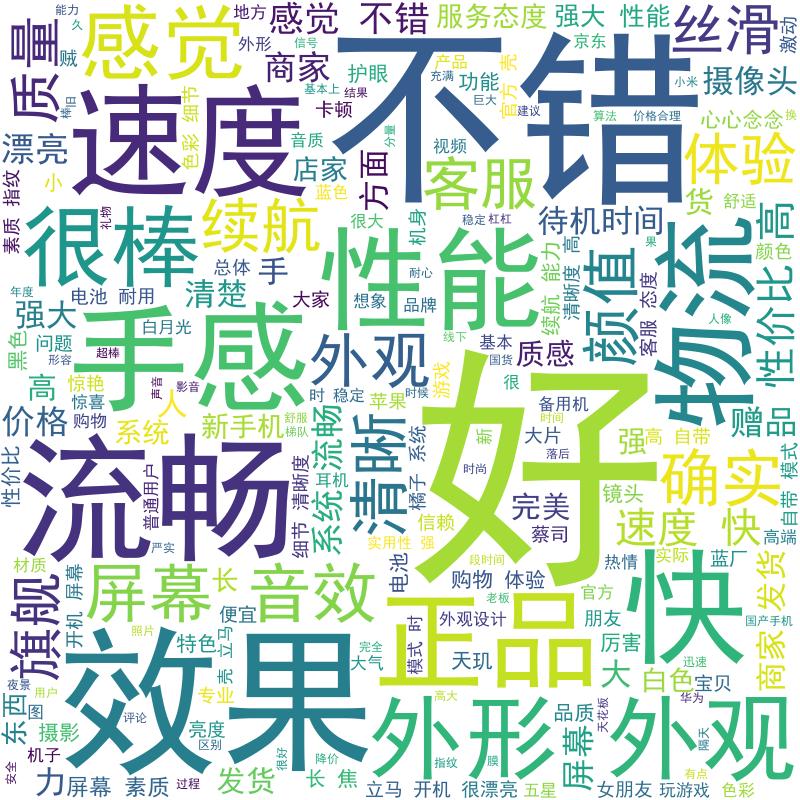 能力
久
贼
地方
外形
感觉
感觉
信号
不错
服务态度
强大 性能
京东
丝滑
激动
质量
商家
护眼
充满
功能
产品
官方 壳
小米
摄像头
基本上
结果
棒旧
细节
色彩
卡顿
巨大
建议
算法
价格合理
换
心心念念
不错
速度
漂亮
音质
店家
蓝色
方面
分量
视频
客服
体验
小
指纹
素质
礼物
很棒
续航
很大
机身
稳定
杠杠
待机时间
货
舒适
高
果
颜色
总体
手
性能
耐心
能力
续航
高
清晰度
颜值
态度
客服
物流
性价比
年度
电池
耐用
清楚
大家
想象
品牌
强大
白月光
线下
基本
人像
黑色
问题
形容
超棒
手感
外观
国货
质感
高
惊艳
惊喜
声音
影音
时
稳定
苹果
时候
游戏
很
备用机
赠品
价格
购物
人
系统
新手机
舒服
梯队
好
新
时间
大片
落后
强
高
自带
模式
性价比
流畅
普通用户
清晰度
细节
系统流畅
耳机
清晰
系统
橘子
时尚
完美
蔡司
信赖
确实
镜头
自带
高端
材质
严实
实用性
强
速度
快
段时间
热情
实际
蓝厂
旗舰
屏幕
开机
屏幕
长
音效
电池
购物
体验
老板
官方
快
国产手机
发货
商家
便宜
正品
外观设计
朋友
厉害
照片
特色
立马
壳
完全
大气
时
模式
天玑
大
白色
迅速
宝贝
东西
夜景
用户
图
效果
专业
评论
亮度
区别
高大
外形
品质
屏幕
天花板
华为
外观
隔天
摄影
机子
安全
力
屏幕
素质
过程
发货
很好
降价
长
焦
指纹
膜
立马
开机
很漂亮
五星
女朋友
玩游戏
有点
色彩